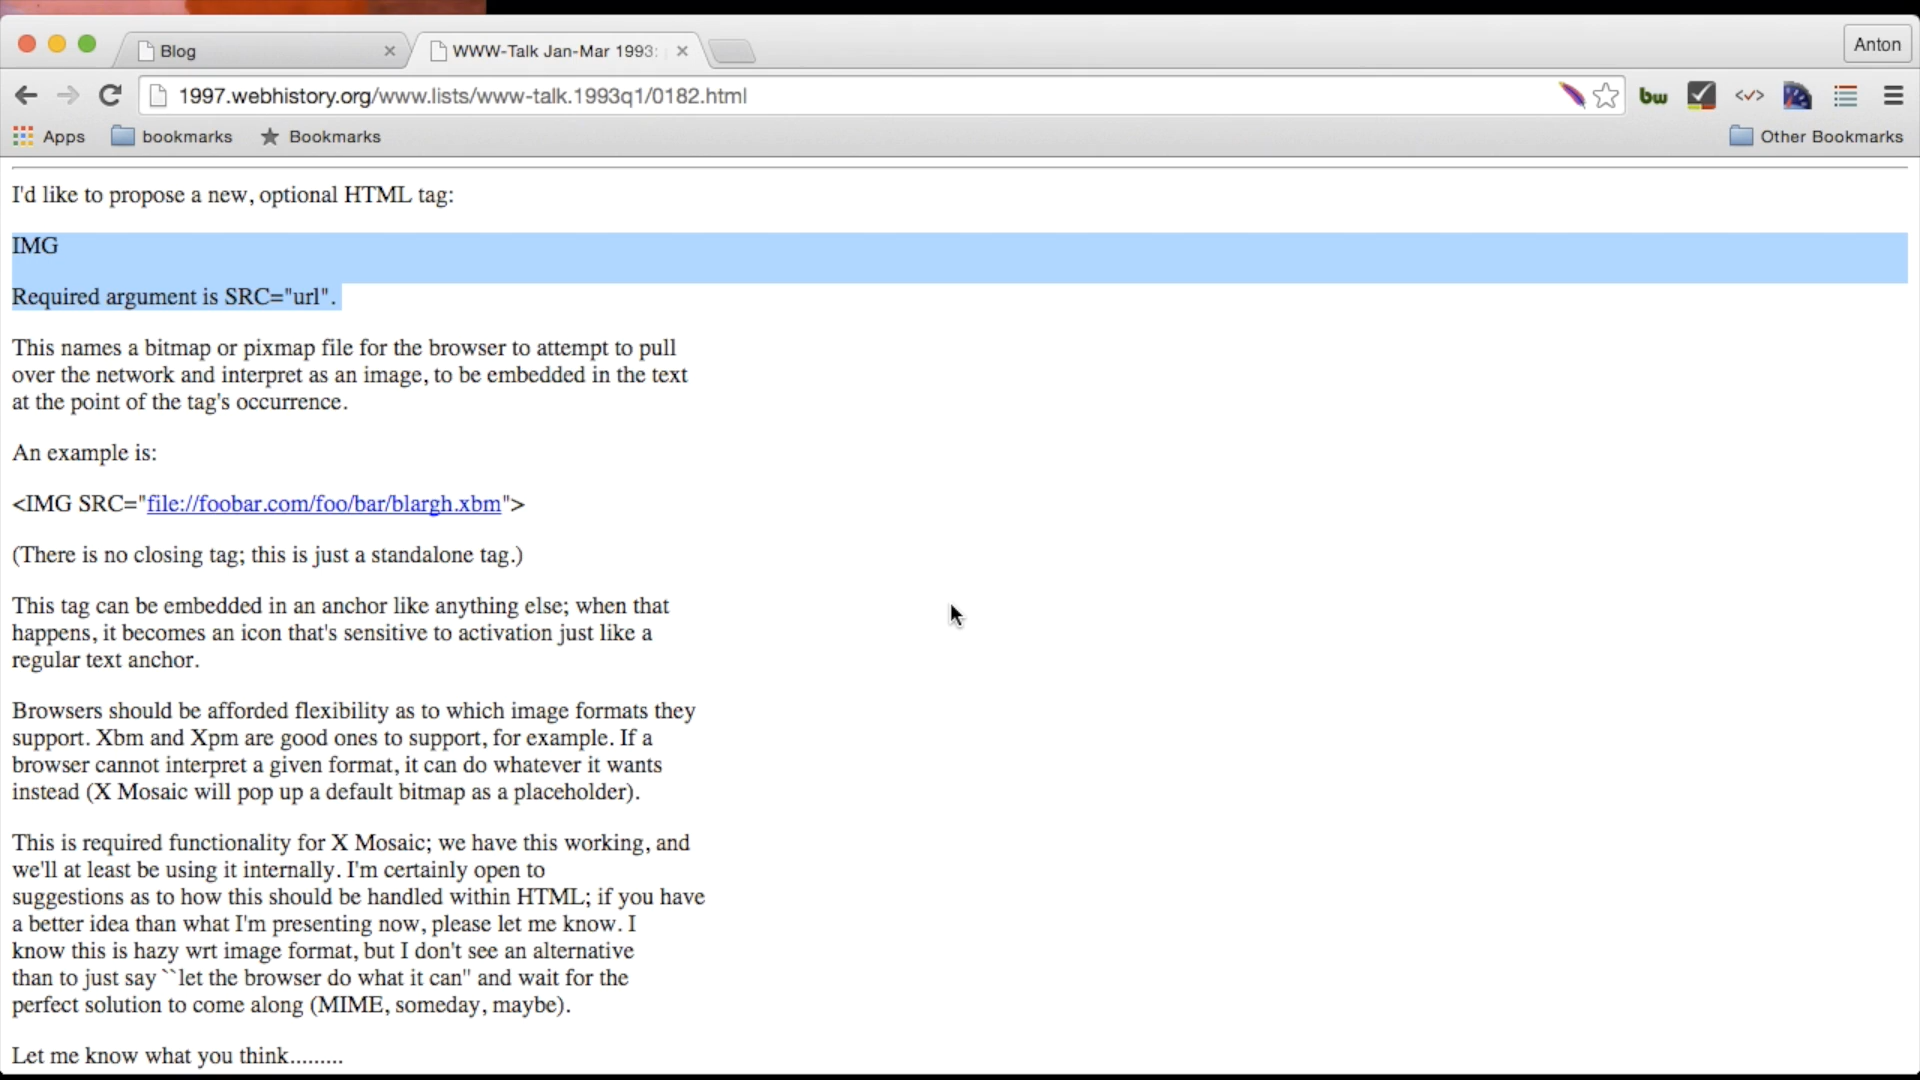 Blog
WWW-Talk Jan-Mar 1993:
Anton
1997.webhistory.org/www.lists/www-talk.1993q1/0182.html
bw
Apps
bookmarks
Bookmarks
Other Bookmarks
I'd like to propose a new, optional HTML tag:
IMG
Required argument is SRC="url".
This names a bitmap or pixmap file for the browser to attempt to pull
over the network and interpret as an image, to be embedded in the text
at the point of the tag's occurrence.
An example is:
<IMG SRC="file://foobar.com/foo/bar/blargh.xbm">
(There is no closing tag; this is just a standalone tag.)
This tag can be embedded in an anchor like anything else; when that
happens, it becomes an icon that's sensitive to activation just like a
regular text anchor.
Browsers should be afforded flexibility as to which image formats they
support. Xbm and Xpm are good ones to support, for example. If a
browser cannot interpret a given format, it can do whatever it wants
instead (X Mosaic will pop up a default bitmap as a placeholder).
This is required functionality for X Mosaic; we have this working, and
we'll at least be using it internally. I'm certainly open to
suggestions as to how this should be handled within HTML; if you have
a better idea than what I'm presenting now, please let me know. I
know this is hazy wrt image format, but I don't see an alternative
than to just say ``let the browser do what it can'' and wait for the
perfect solution to come along (MIME, someday, maybe).
Let me know what you think.........